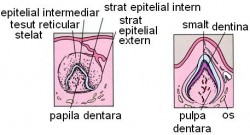 epitelial intermediar
tesut reticular
stelat
strat epitelial intern
strat
epitelial
extern
papila dentara
smalt
dentina
pulpa
dentara
os